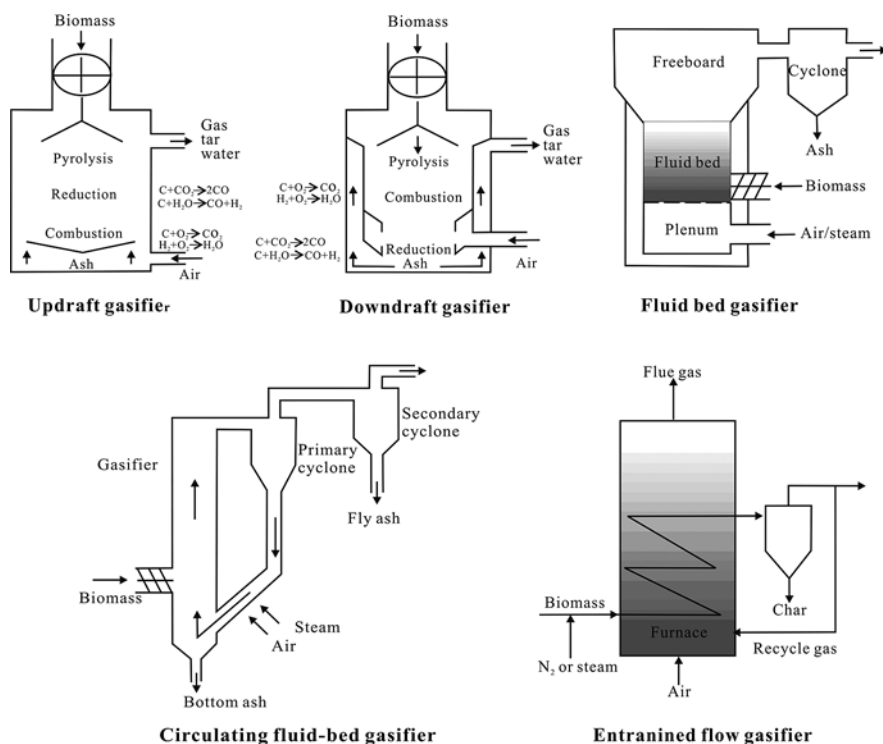 Biomass
Pyrolysis
Reduction
Combustion
Ash
Gas
tar
water
C+CO₂→2CO
C+H₂O→CO+H₂
C+O₂→CO₂
H₂+O₂→H₂O
Air
Updraft gasifier
Biomass
Pyrolysis
Combustion
Reduction
Ash
Gas
tar
water
C+O₂→CO₂
H₂+O₂→H₂O
C+CO₂→2CO
C+H₂O→CO+H₂
Air
Downdraft gasifier
Freeboard
Cyclone
Ash
Fluid bed
Biomass
Plenum
Air/steam
Fluid bed gasifier
Gasifier
Primary
cyclone
Secondary
cyclone
Fly ash
Biomass
Steam
Air
Bottom ash
Circulating fluid-bed gasifier
Flue gas
Biomass
N₂ or steam
Furnace
Char
Recycle gas
Air
Entranined flow gasifier